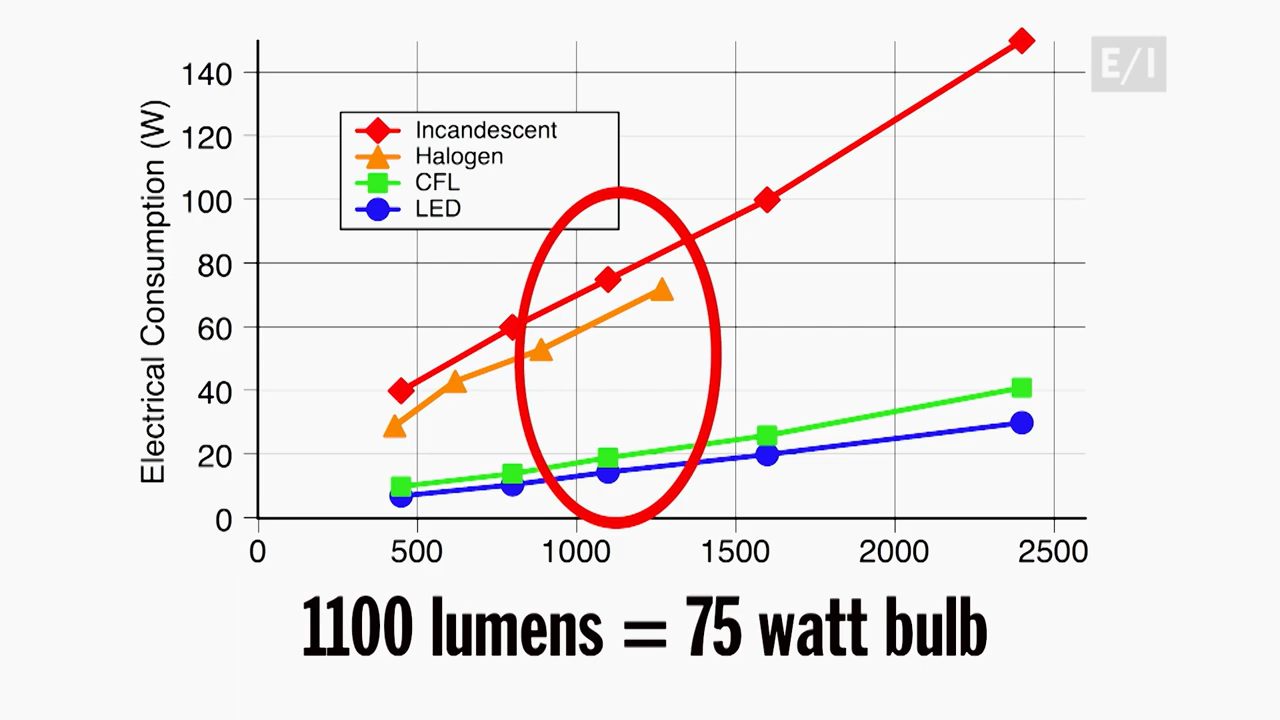 E/I
140
120
100
80
60
40
20
0
Electrical Consumption (W)
Incandescent
Halogen
CFL
LED
0 500 1000 1500 2000 2500
1100 lumens = 75 watt bulb